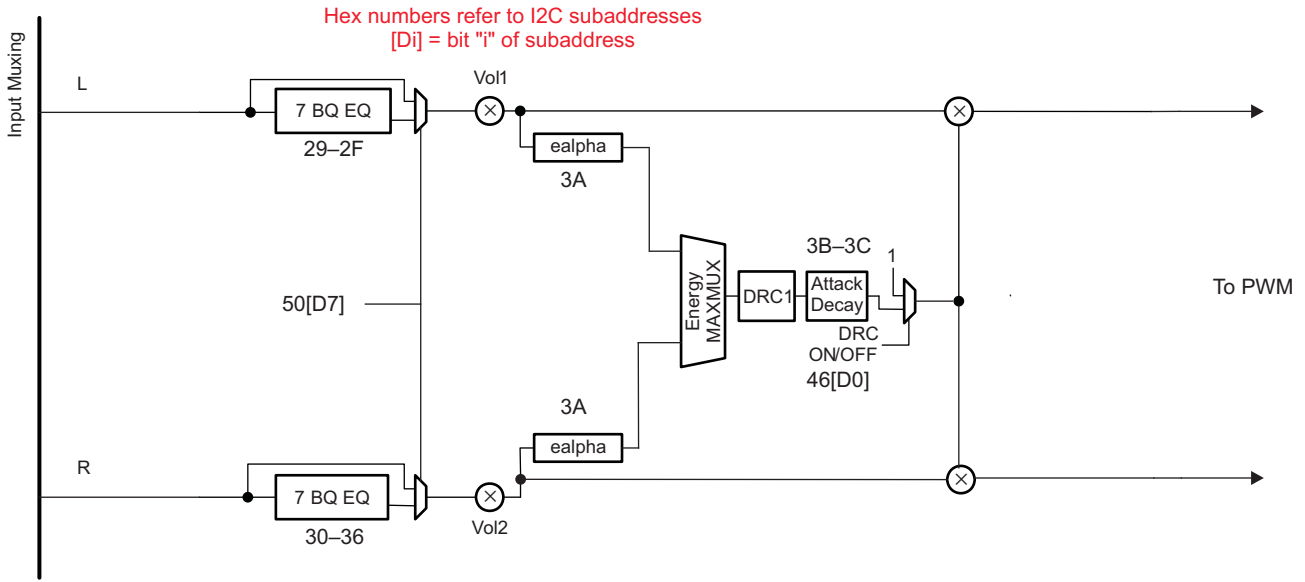 Hex numbers refer to I2C subaddresses
[Di] = bit "i" of subaddress
Input Muxing
L
7 BQ EQ
29–2F
Vol1
ealpha
3A
50[D7]
Energy
MAXMUX
DRC1
3B–3C
Attack
Decay
1
DRC
ON/OFF
46[D0]
To PWM
3A
ealpha
R
7 BQ EQ
30–36
Vol2